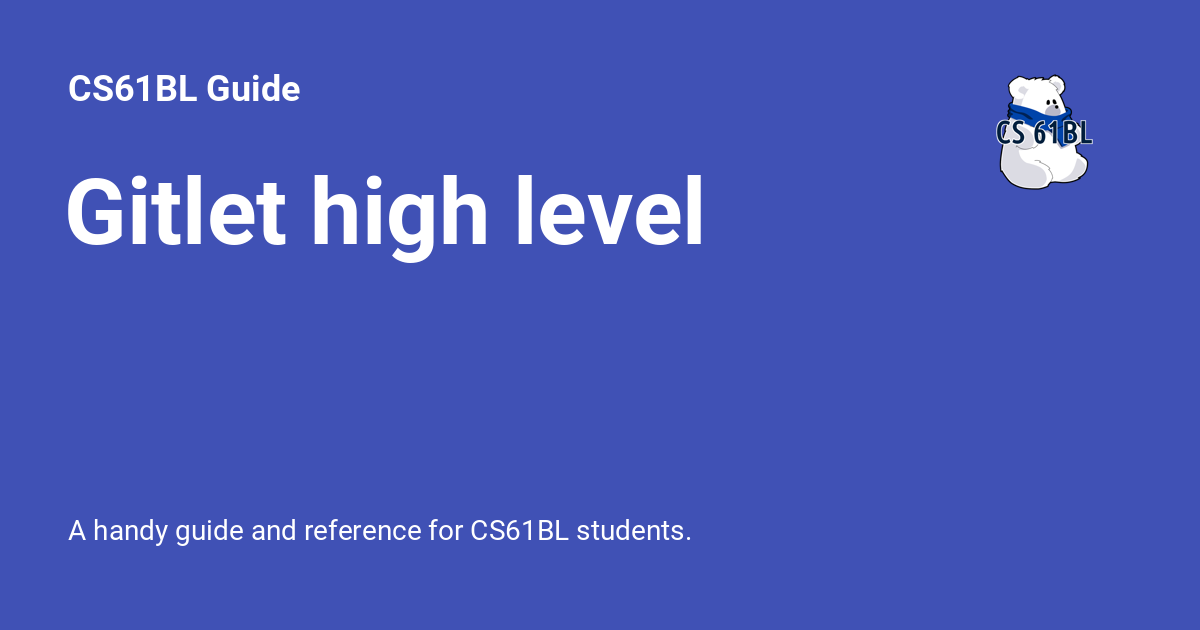 CS61BL Guide
CS 61BL
Gitlet high level
A handy guide and reference for CS61BL students.